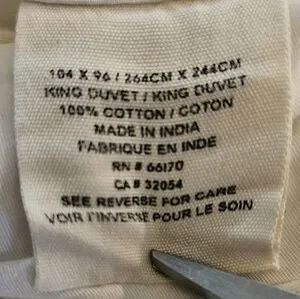 104 X 96 / 264CM X 244CM
KING DUVET / KING DUVET
100% COTTON / COTON
MADE IN INDIA
FABRIQUE EN INDE
RN # 66170
CA # 32054
SEE REVERSE FOR CARE
VOIR l'INVERSE POUR LE SOIN